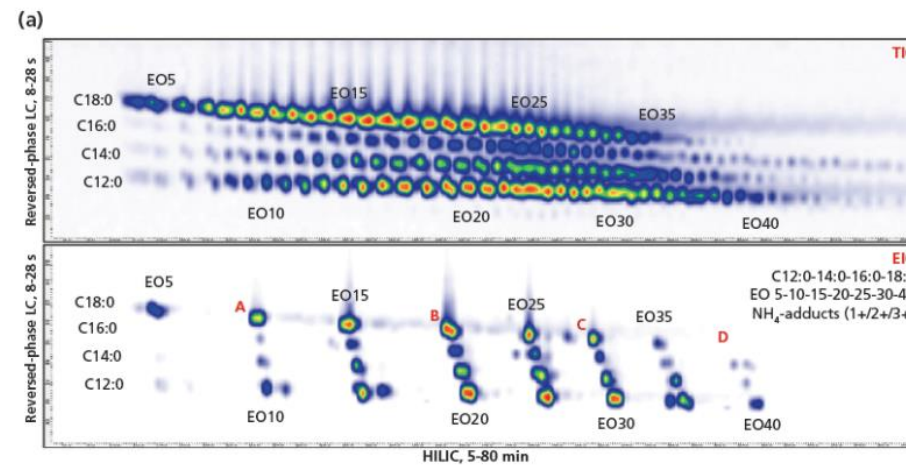 (a)
TI
EO5
EO15
EO25
EO35
C18:0
C16:0
C14:0
C12:0
EO10
EO20
EO30
EO40
Reversed-phase LC, 8-28 s
EI
C12:0-14:0-16:0-18:
EO 5-10-15-20-25-30-4
NH₄-adducts (1+/2+/3+
EO5
A
EO15
B
EO25
C
EO35
D
C18:0
C16:0
C14:0
C12:0
EO10
EO20
EO30
EO40
Reversed-phase LC, 8-28 s
HILIC, 5-80 min